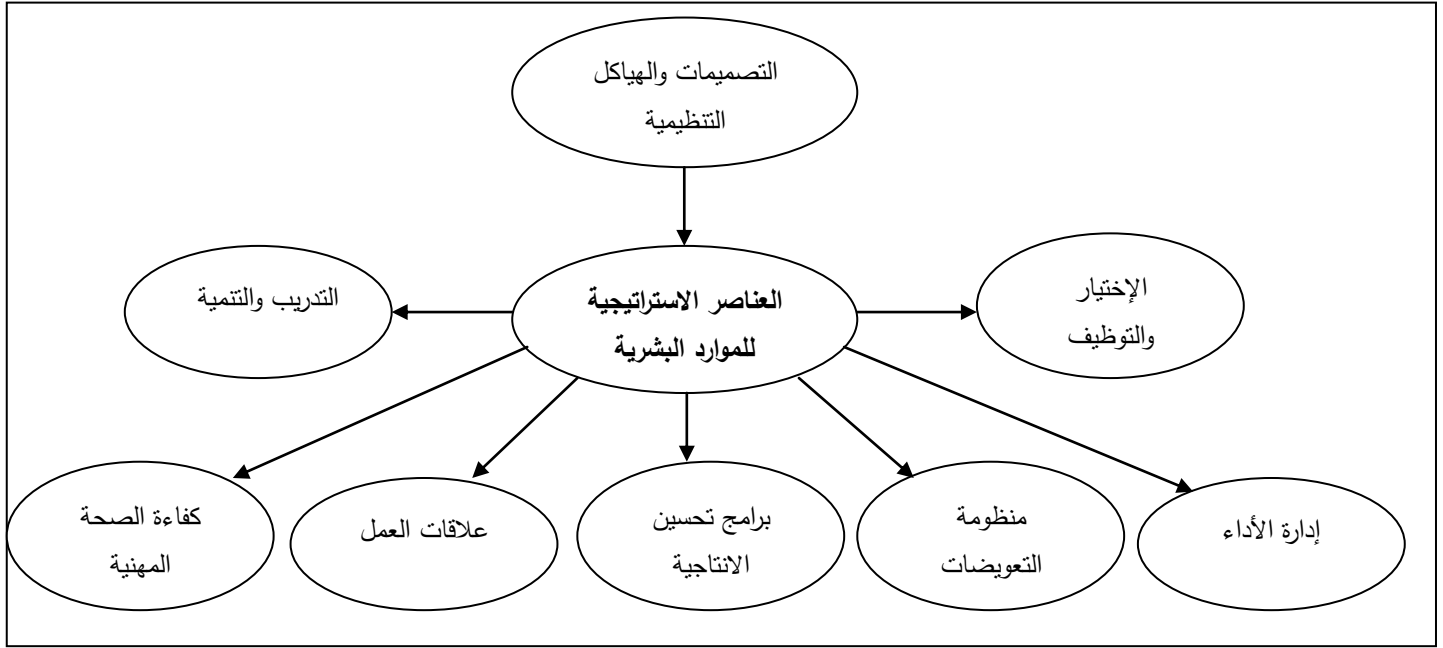 التصميمات والهياكل
التنظيمية
العناصر الاستراتيجية
للموارد البشرية
الإختيار
والتوظيف
التدريب والتنمية
إدارة الأداء
منظومة
التعويضات
برامج تحسين
الانتاجية
علاقات العمل
كفاءة الصحة
المهنية